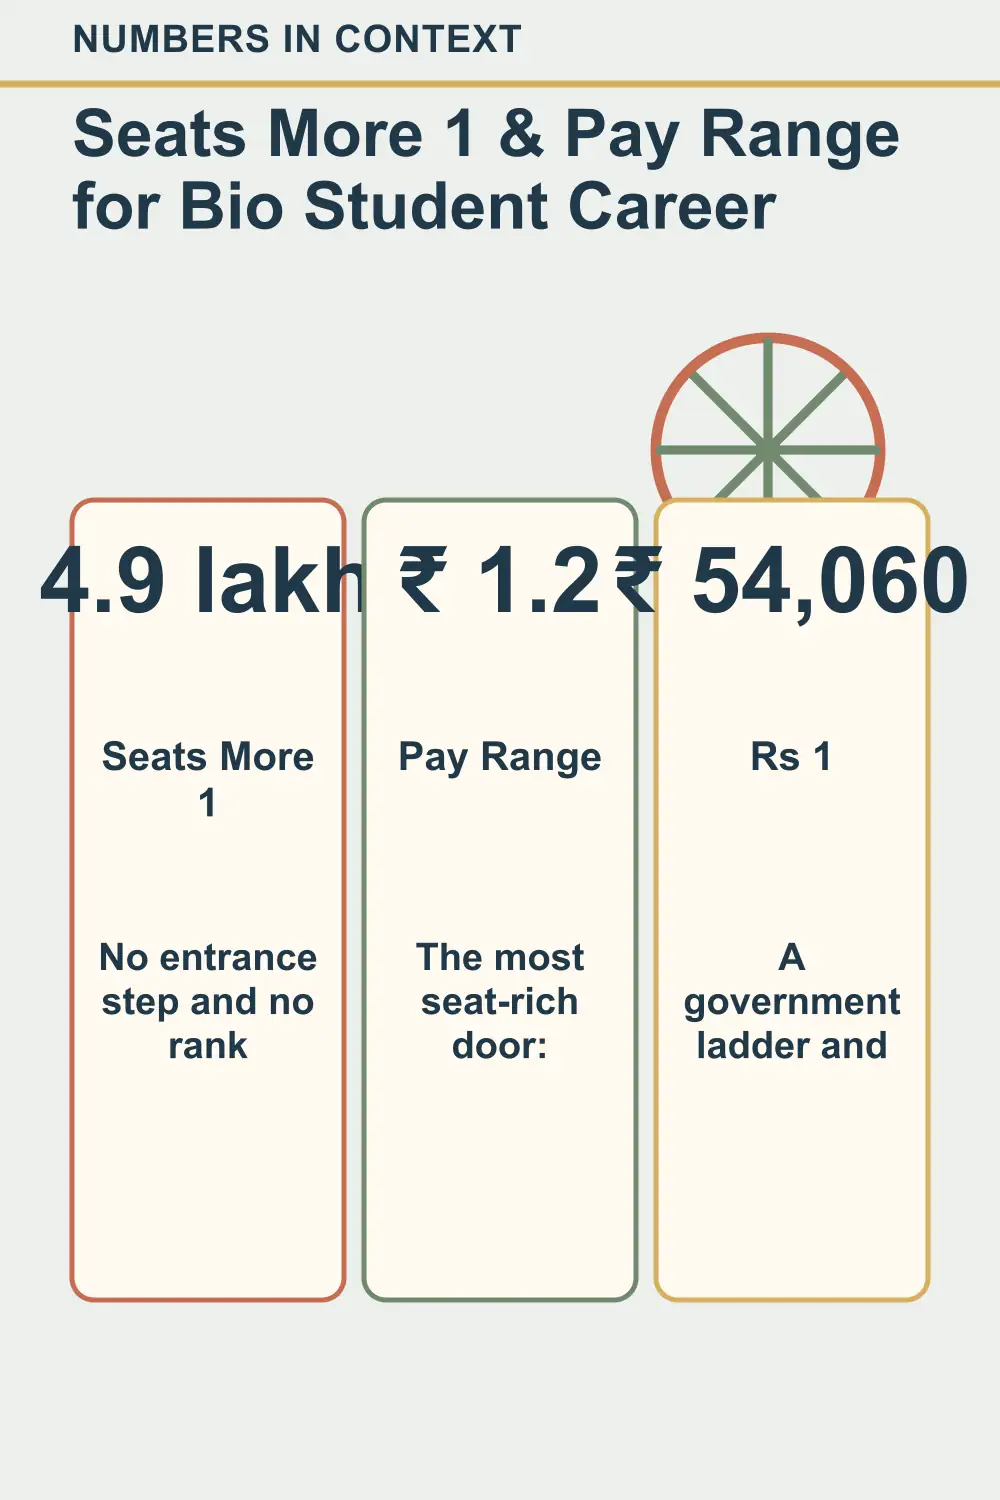 NUMBERS IN CONTEXT
Seats More 1 & Pay Range
for Bio Student Career
4.9 lakh
₹ 1.2
₹ 54,060
Seats More
1
Pay Range
Rs 1
No entrance
step and no
rank
The most
seat-rich
door:
A
government
ladder and